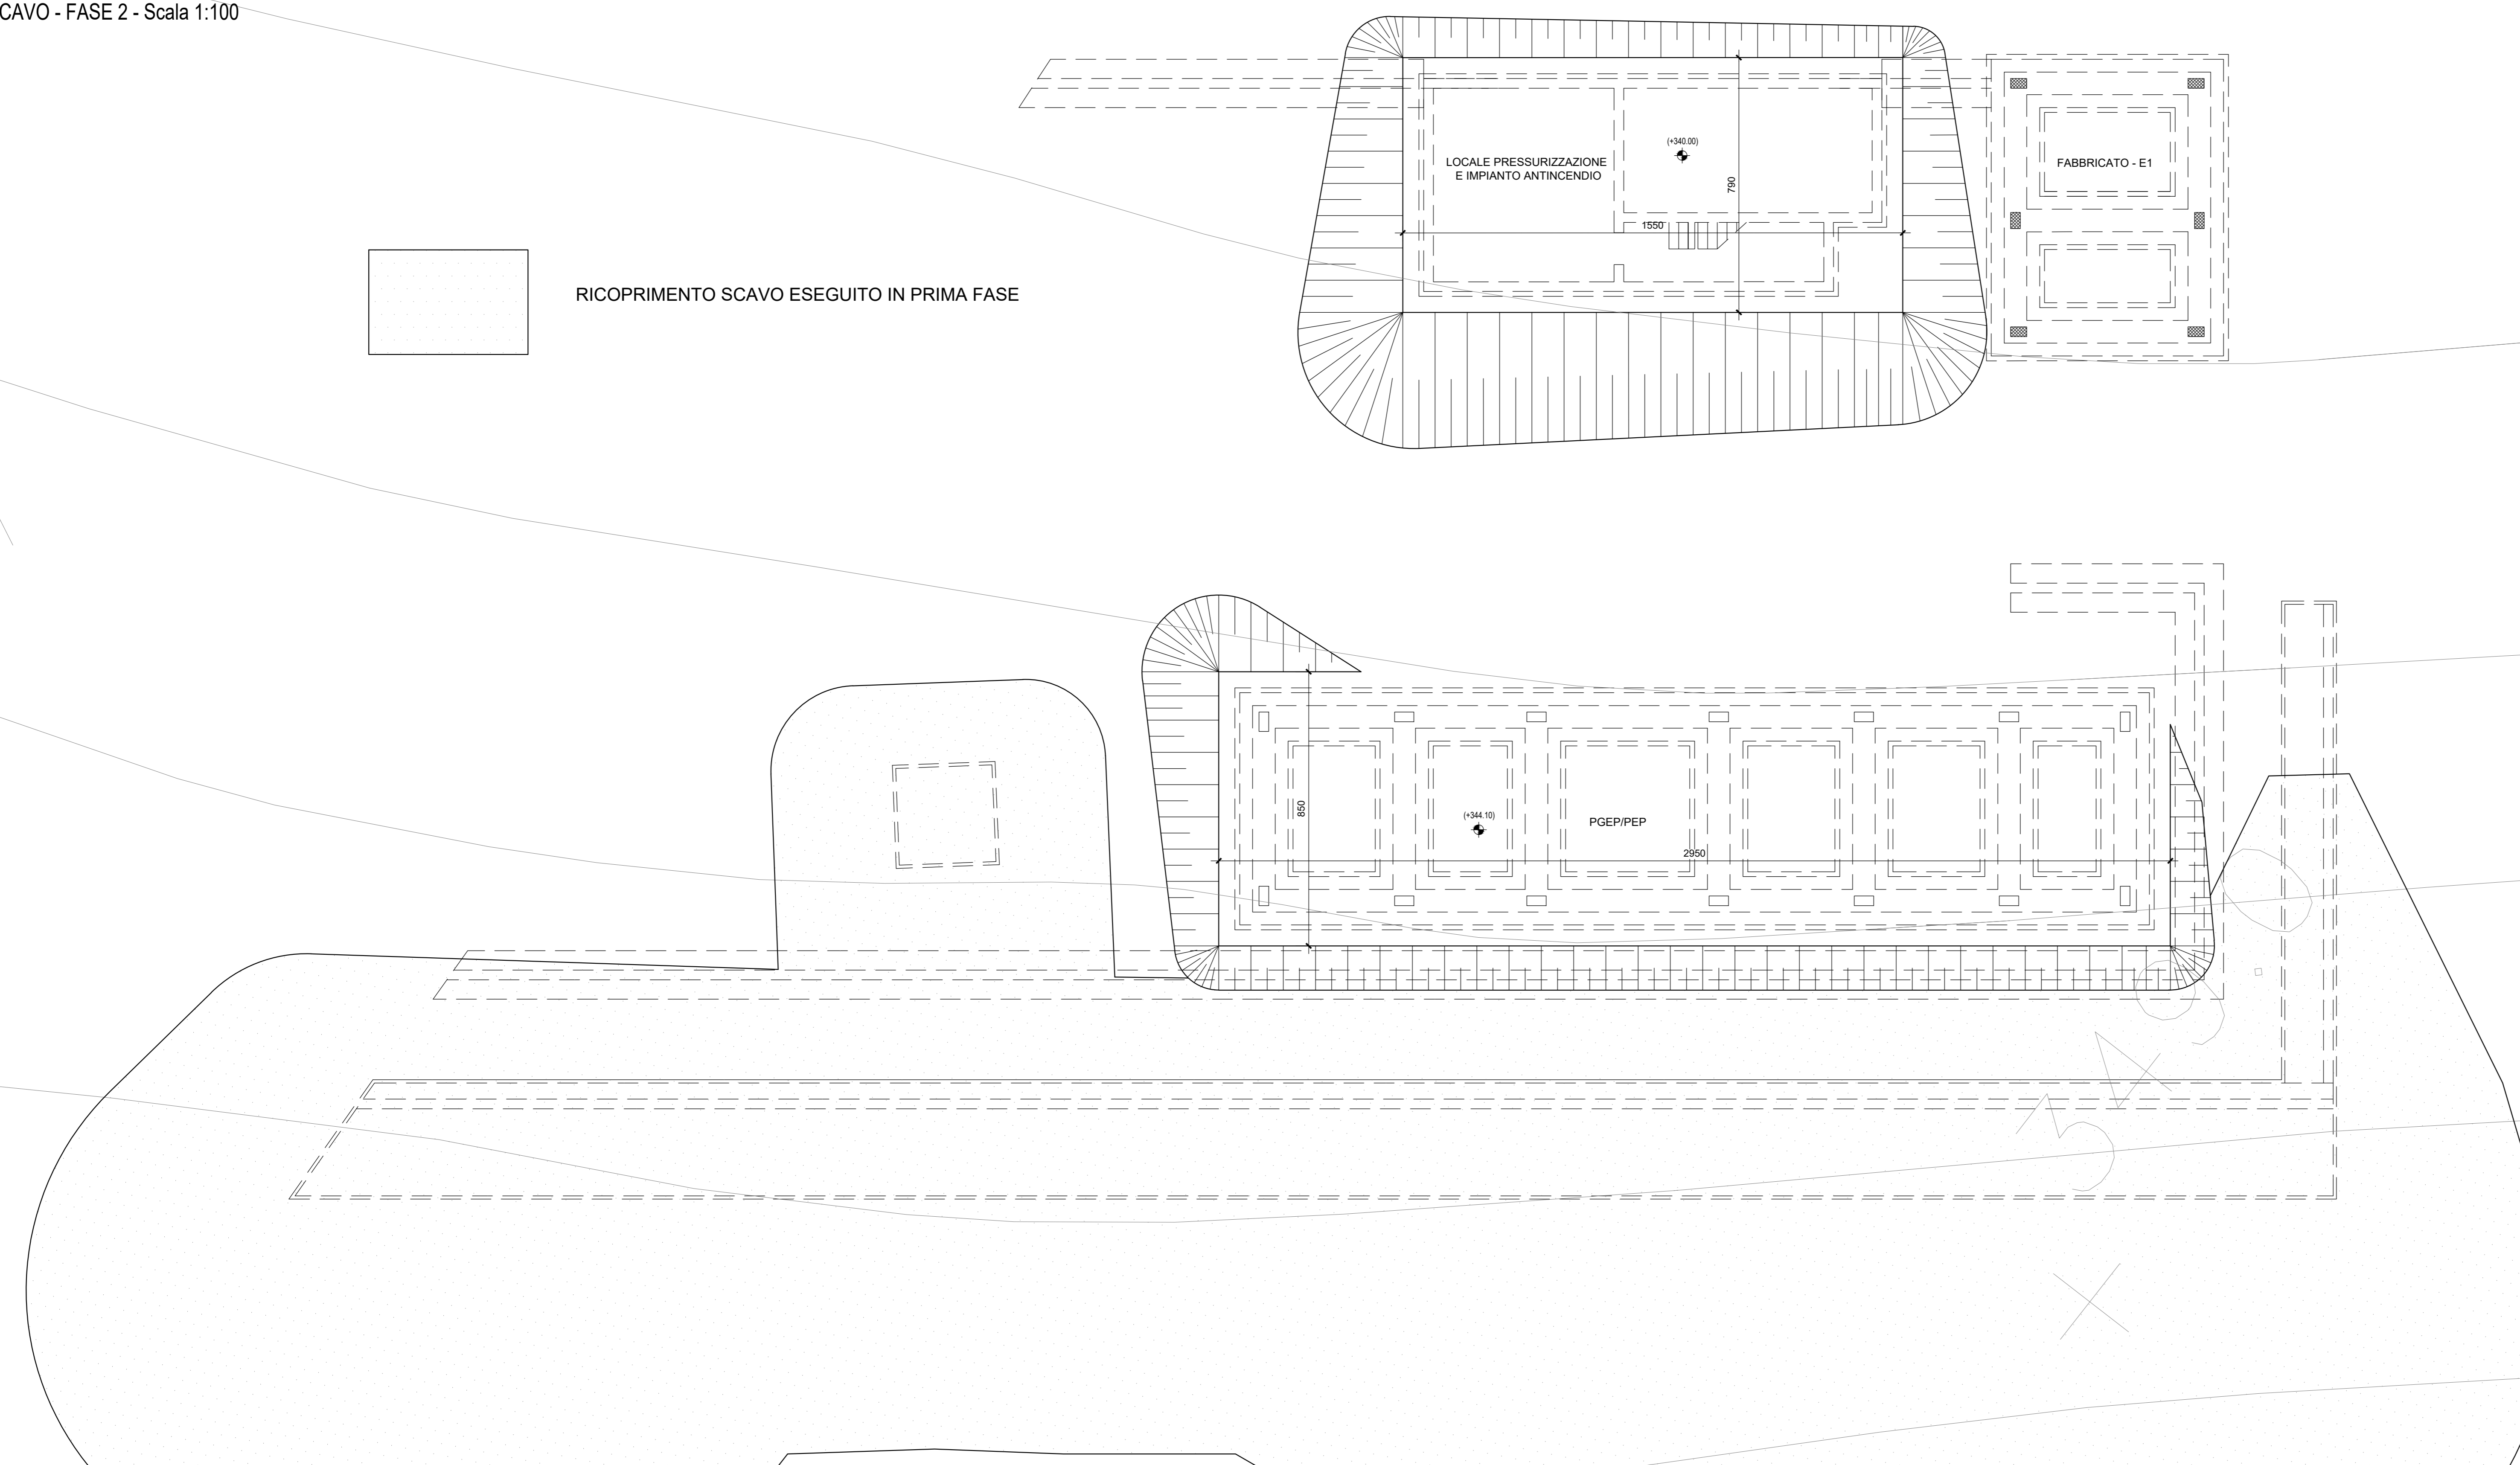 CAVO - FASE 2 - Scala 1:100
(+340.00)
LOCALE PRESSURIZZAZIONE
E IMPIANTO ANTINCENDIO
FABBRICATO - E1
790
1550
RICOPRIMENTO SCAVO ESEGUITO IN PRIMA FASE
850
(+344.10)
PGEP/PEP
2950